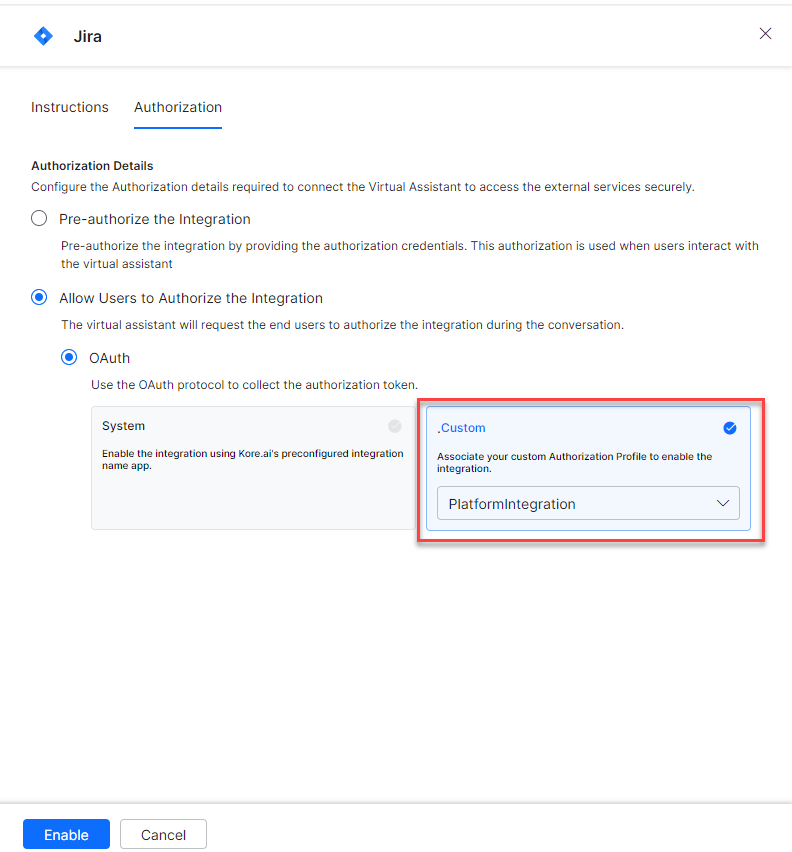 Jira
Instructions
Authorization
Authorization Details
Configure the Authorization details required to connect the Virtual Assistant to access the external services securely.
Pre-authorize the Integration
Pre-authorize the integration by providing the authorization credentials. This authorization is used when users interact with
the virtual assistant
Allow Users to Authorize the Integration
The virtual assistant will request the end users to authorize the integration during the conversation.
OAuth
Use the OAuth protocol to collect the authorization token.
System
Enable the integration using Kore.ai's preconfigured integration
name app.
.Custom
Associate your custom Authorization Profile to enable the
integration.
PlatformIntegration
Enable
Cancel